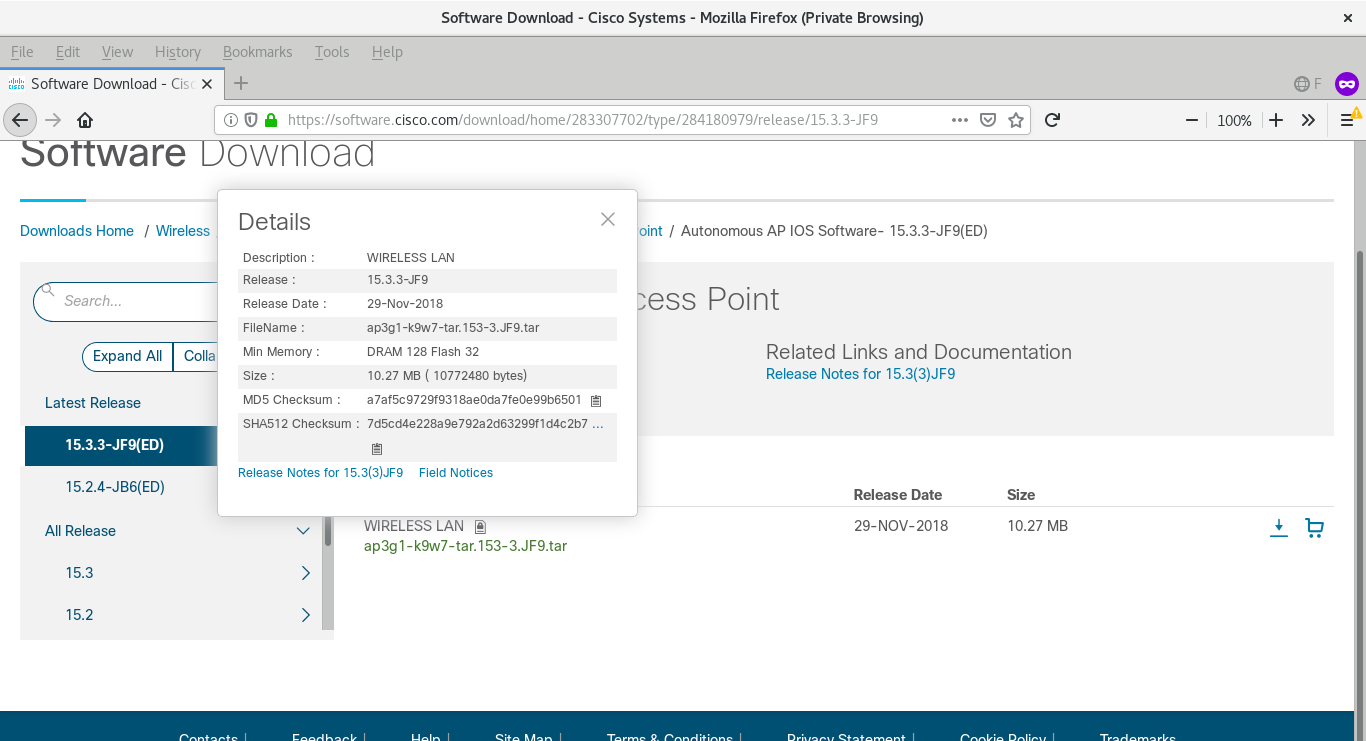 Software Download - Cisco Systems - Mozilla Firefox (Private Browsing)
File Edit View History Bookmarks Tools Help
Software Download - Cisc
F
https://software.cisco.com/download/home/283307702/type/284180979/release/15.3.3-JF9
100%
Software Download
Downloads Home / Wireless / oint / Autonomous AP IOS Software- 15.3.3-JF9(ED)
Search...
Expand All Colla
Latest Release
15.3.3-JF9(ED)
15.2.4-JB6(ED)
All Release
15.3
15.2
Details
Description : WIRELESS LAN
Release : 15.3.3-JF9
Release Date : 29-Nov-2018
FileName : ap3g1-k9w7-tar.153-3.JF9.tar
Min Memory : DRAM 128 Flash 32
Size : 10.27 MB ( 10772480 bytes)
MD5 Checksum : a7af5c9729f9318ae0da7fe0e99b6501
SHA512 Checksum : 7d5cd4e228a9e792a2d63299f1d4c2b7 ...
Release Notes for 15.3(3)JF9 Field Notices
cess Point
Related Links and Documentation
Release Notes for 15.3(3)JF9
Release Date Size
WIRELESS LAN 29-NOV-2018 10.27 MB
ap3g1-k9w7-tar.153-3.JF9.tar
Contacts | Feedback | Help | Site Map | Terms & Conditions | Privacy Statement | Cookie Policy | Trademarks